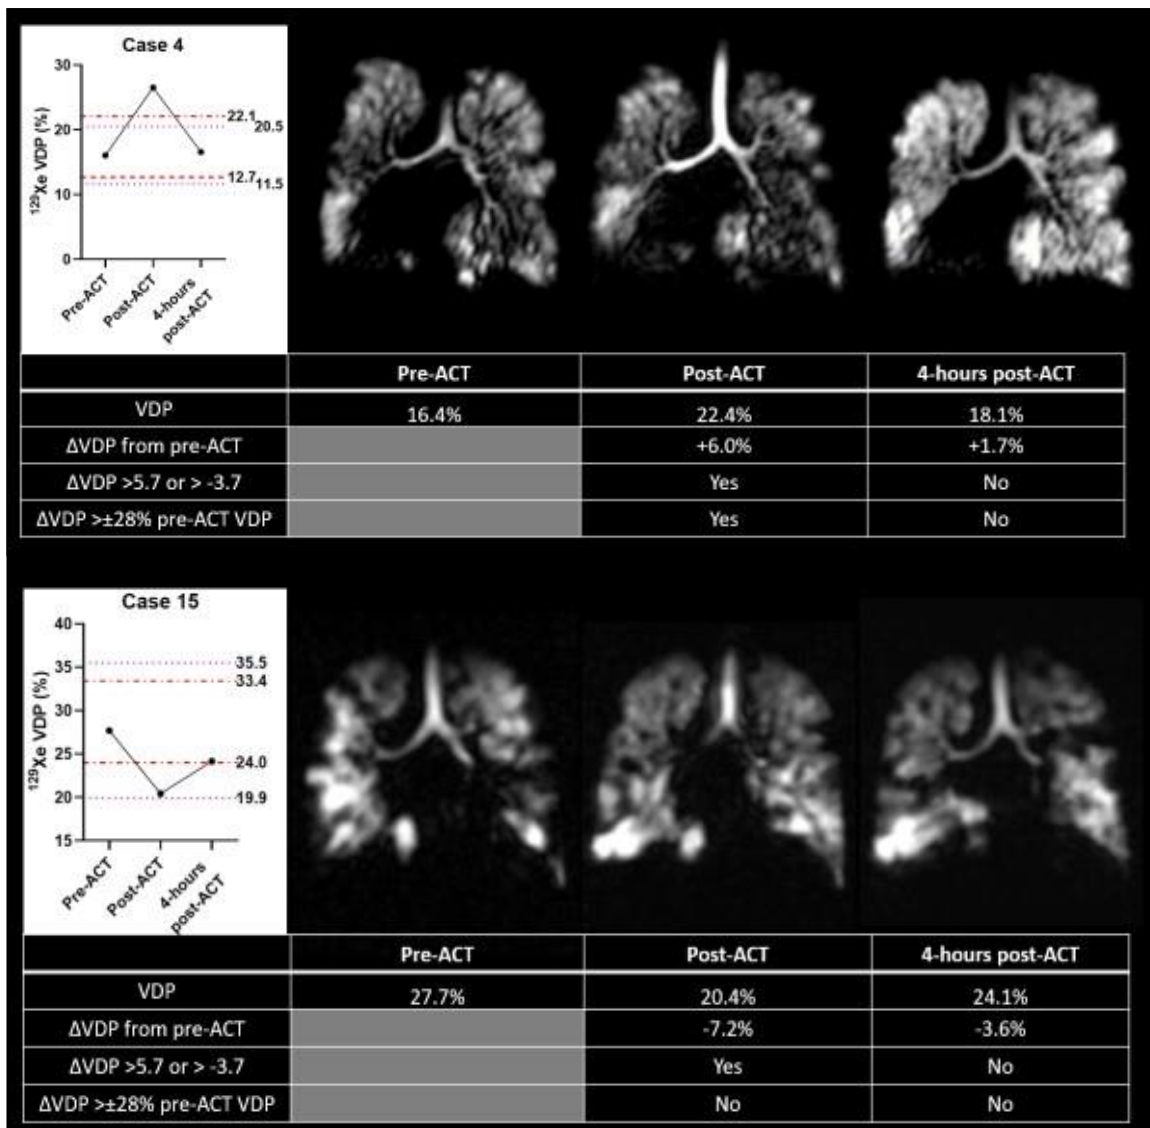 Case 4
30
20
10
0
¹²⁹Xe VDP (%)
22.1
20.5
12.7
11.5
Pre-ACT
Post-ACT
4-hours
post-ACT
Pre-ACT Post-ACT 4-hours post-ACT
VDP 16.4% 22.4% 18.1%
ΔVDP from pre-ACT +6.0% +1.7%
ΔVDP >5.7 or > -3.7 Yes No
ΔVDP >±28% pre-ACT VDP Yes No
Case 15
40
35
30
25
20
15
¹²⁹Xe VDP (%)
35.5
33.4
24.0
19.9
Pre-ACT
Post-ACT
4-hours
post-ACT
Pre-ACT Post-ACT 4-hours post-ACT
VDP 27.7% 20.4% 24.1%
ΔVDP from pre-ACT -7.2% -3.6%
ΔVDP >5.7 or > -3.7 Yes No
ΔVDP >±28% pre-ACT VDP No No